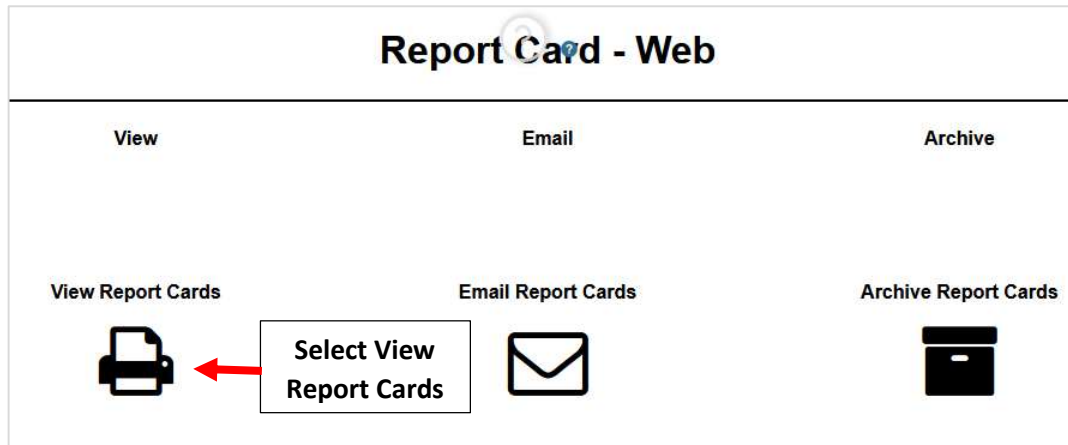 Report Card - Web
View Email Archive
View Report Cards Email Report Cards Archive Report Cards
Select View
Report Cards